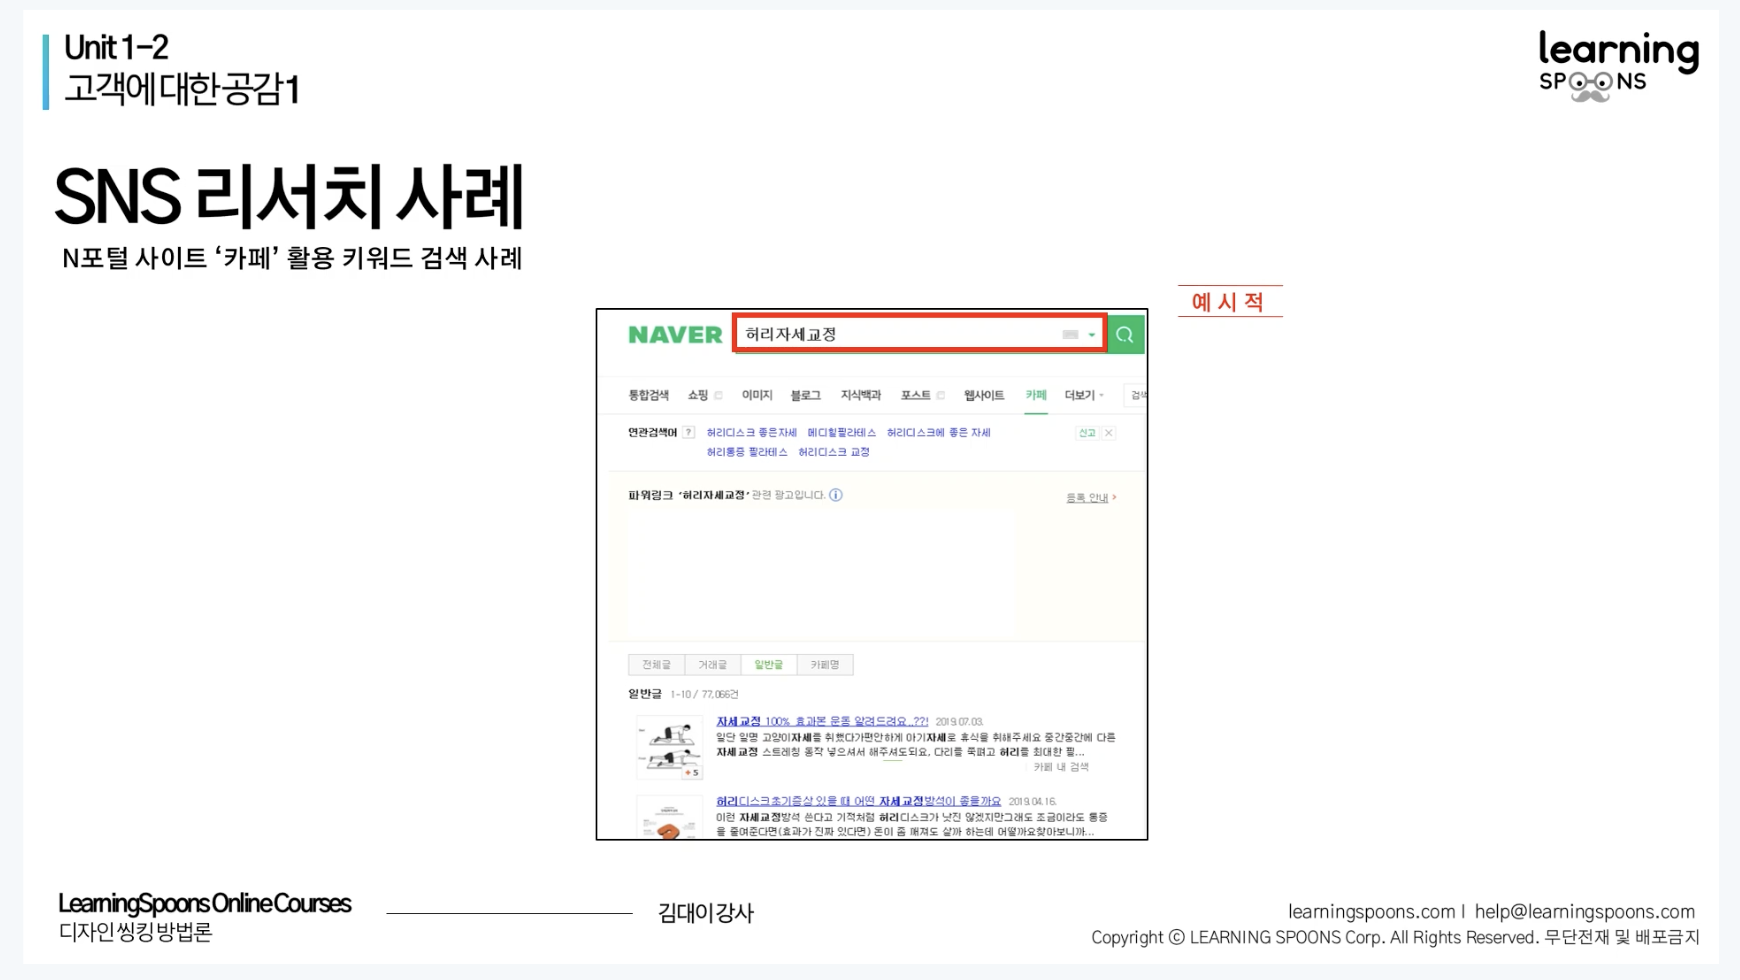 Unit 1-2
고객에 대한 공감1
learning
SPOONS
SNS 리서치 사례
N포털 사이트 ‘카페’ 활용 키워드 검색 사례
예 시 적
NAVER 허리자세교정
통합검색 쇼핑 이미지 블로그 지식백과 포스트 웹사이트 카페 더보기 검색
연관검색어 ? 허리디스크 좋은자세 메디힐필라테스 허리디스크에 좋은 자세 신고 X
허리통증 필라테스 허리디스크 교정
파워링크 '허리자세교정' 관련 광고입니다. i 등록 안내 >
전체글 거래글 일반글 카페명
일반글 1-10 / 77,066건
자세교정 100% 효과본 운동 알려드려요..??! 2019.07.03.
일단 일명 고양이자세를 취했다가편안하게 아기자세로 휴식을 취해주세요 중간중간에 다른
자세교정 스트레칭 동작 넣으셔서 해주셔도되요. 다리를 쭉펴고 허리를 최대한 펼...
+5
카페 내 검색
허리디스크초기증상 있을 때 어떤 자세교정방석이 좋을까요 2019.04.16.
이런 자세교정방석 쓴다고 기적처럼 허리디스크가 낫진 않겠지만그래도 조금이라도 통증
을 줄여준다면(효과가 진짜 있다면) 돈이 좀 깨져도 살까 하는데 어떨까요찾아보니까...
LearningSpoons Online Courses
디자인 씽킹 방법론
김대이 강사
learningspoons.com | help@learningspoons.com
Copyright ⓒ LEARNING SPOONS Corp. All Rights Reserved. 무단전재 및 배포금지